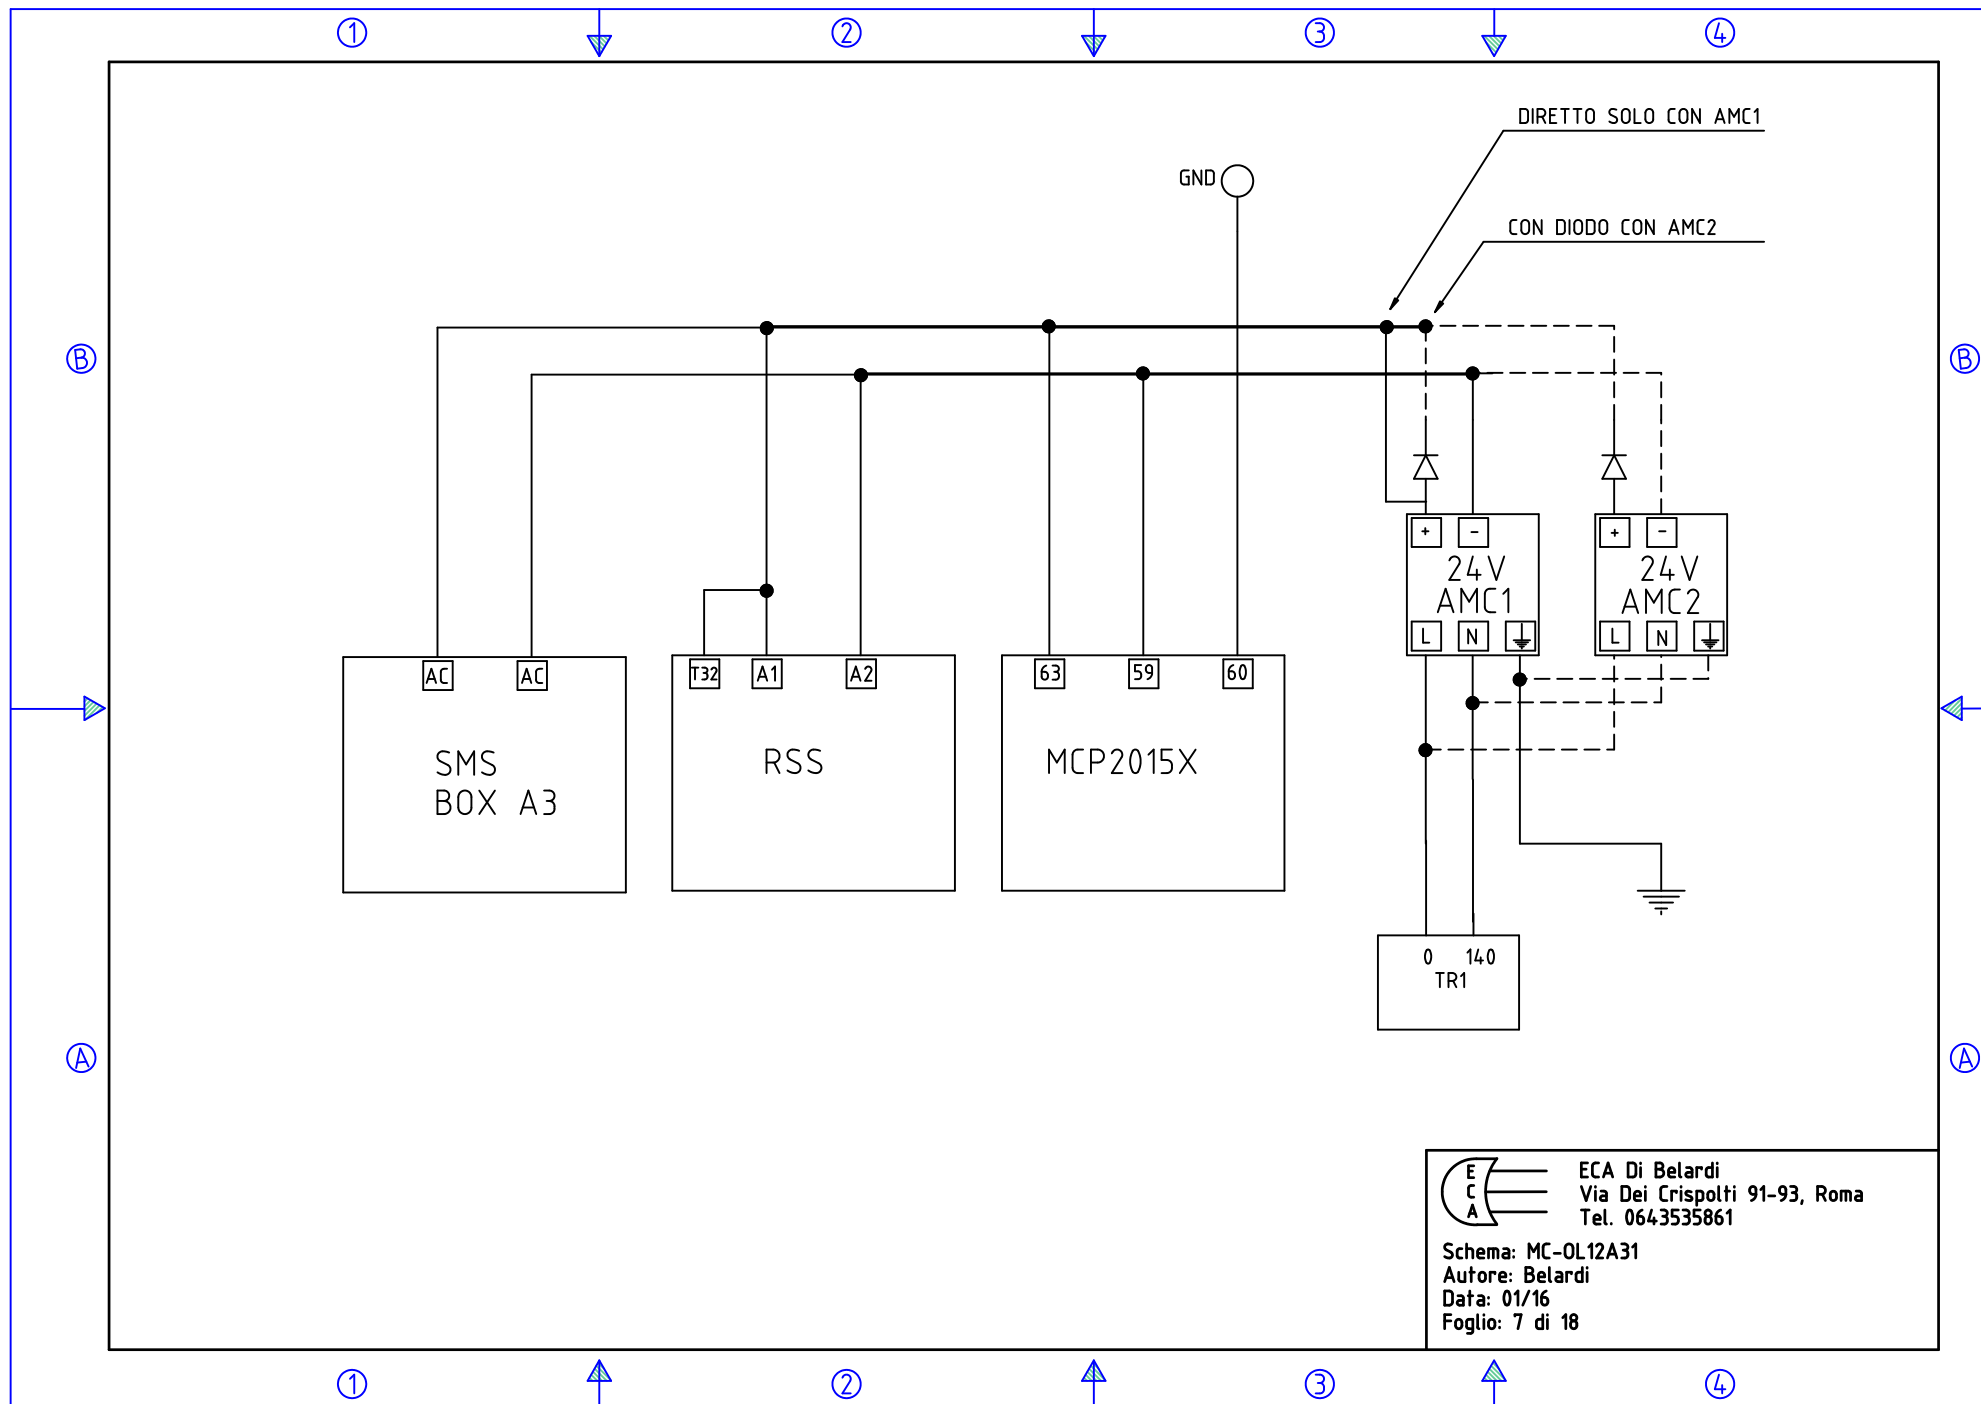 1 2 3 4
DIRETTO SOLO CON AMC1
GND
CON DIODO CON AMC2
B B
+ - + -
24V 24V
AMC1 AMC2
L N L N
AC AC T32 A1 A2 63 59 60
SMS
BOX A3
RSS
MCP2015X
0 140
TR1
A A
E
C
A
ECA Di Belardi
Via Dei Crispolti 91-93, Roma
Tel. 0643535861
Schema: MC-OL12A31
Autore: Belardi
Data: 01/16
Foglio: 7 di 18
1 2 3 4